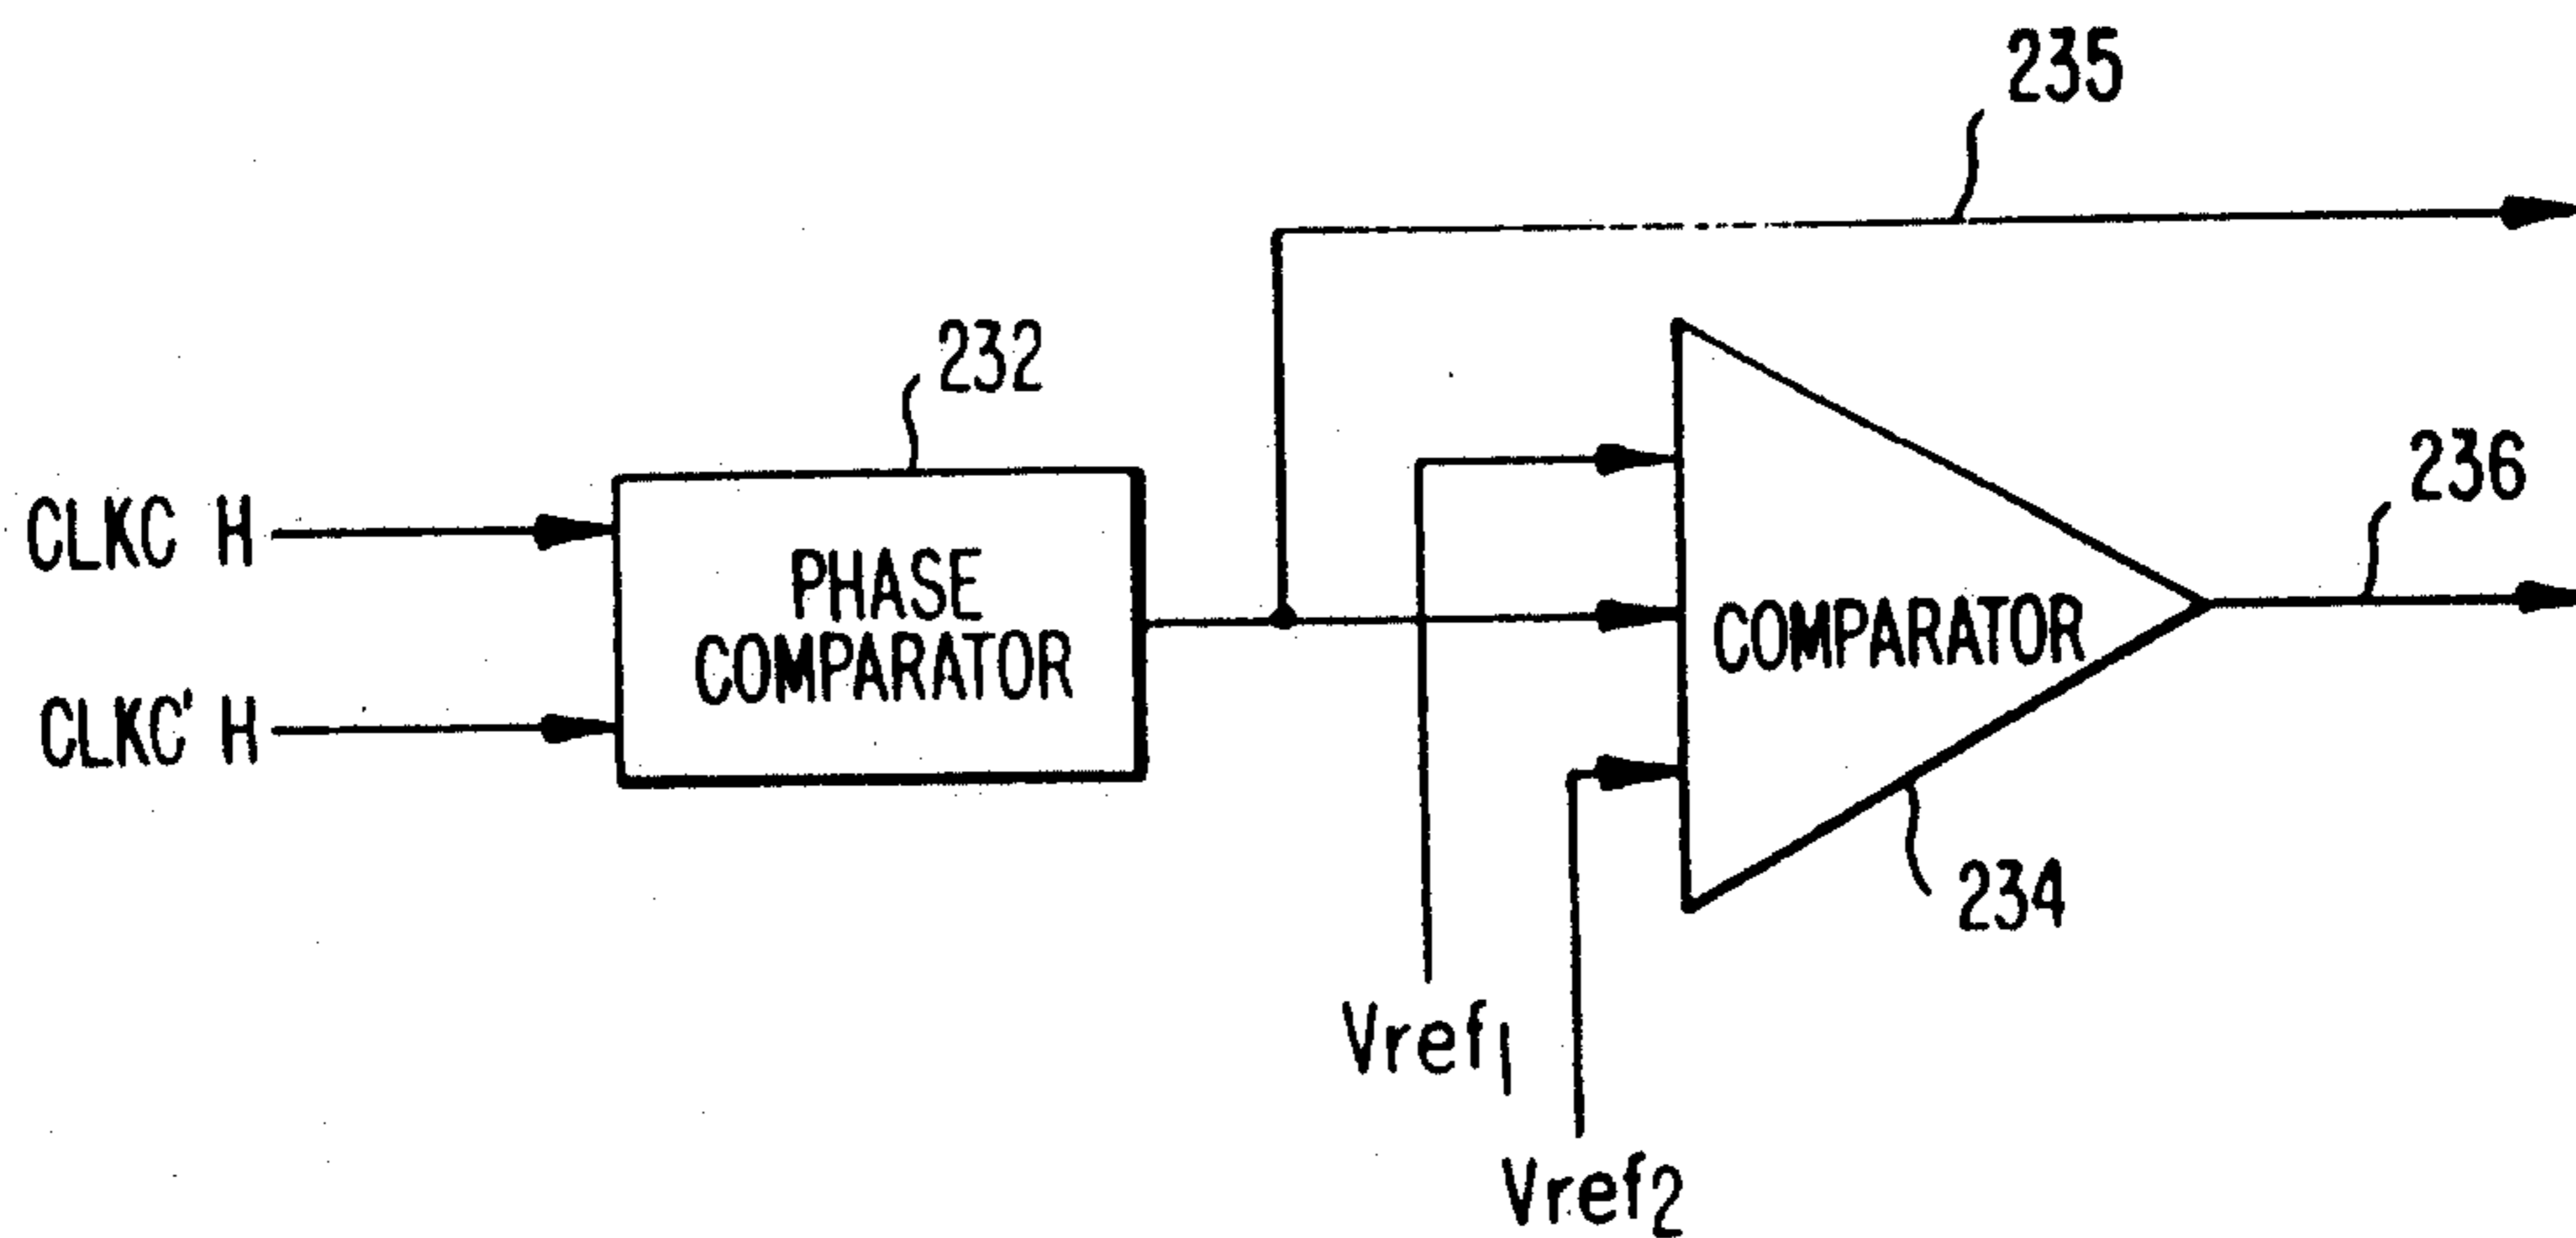 235
232
236
CLKC H
PHASE
COMPARATOR
CLKC' H
COMPARATOR
234
Vref1
Vref2